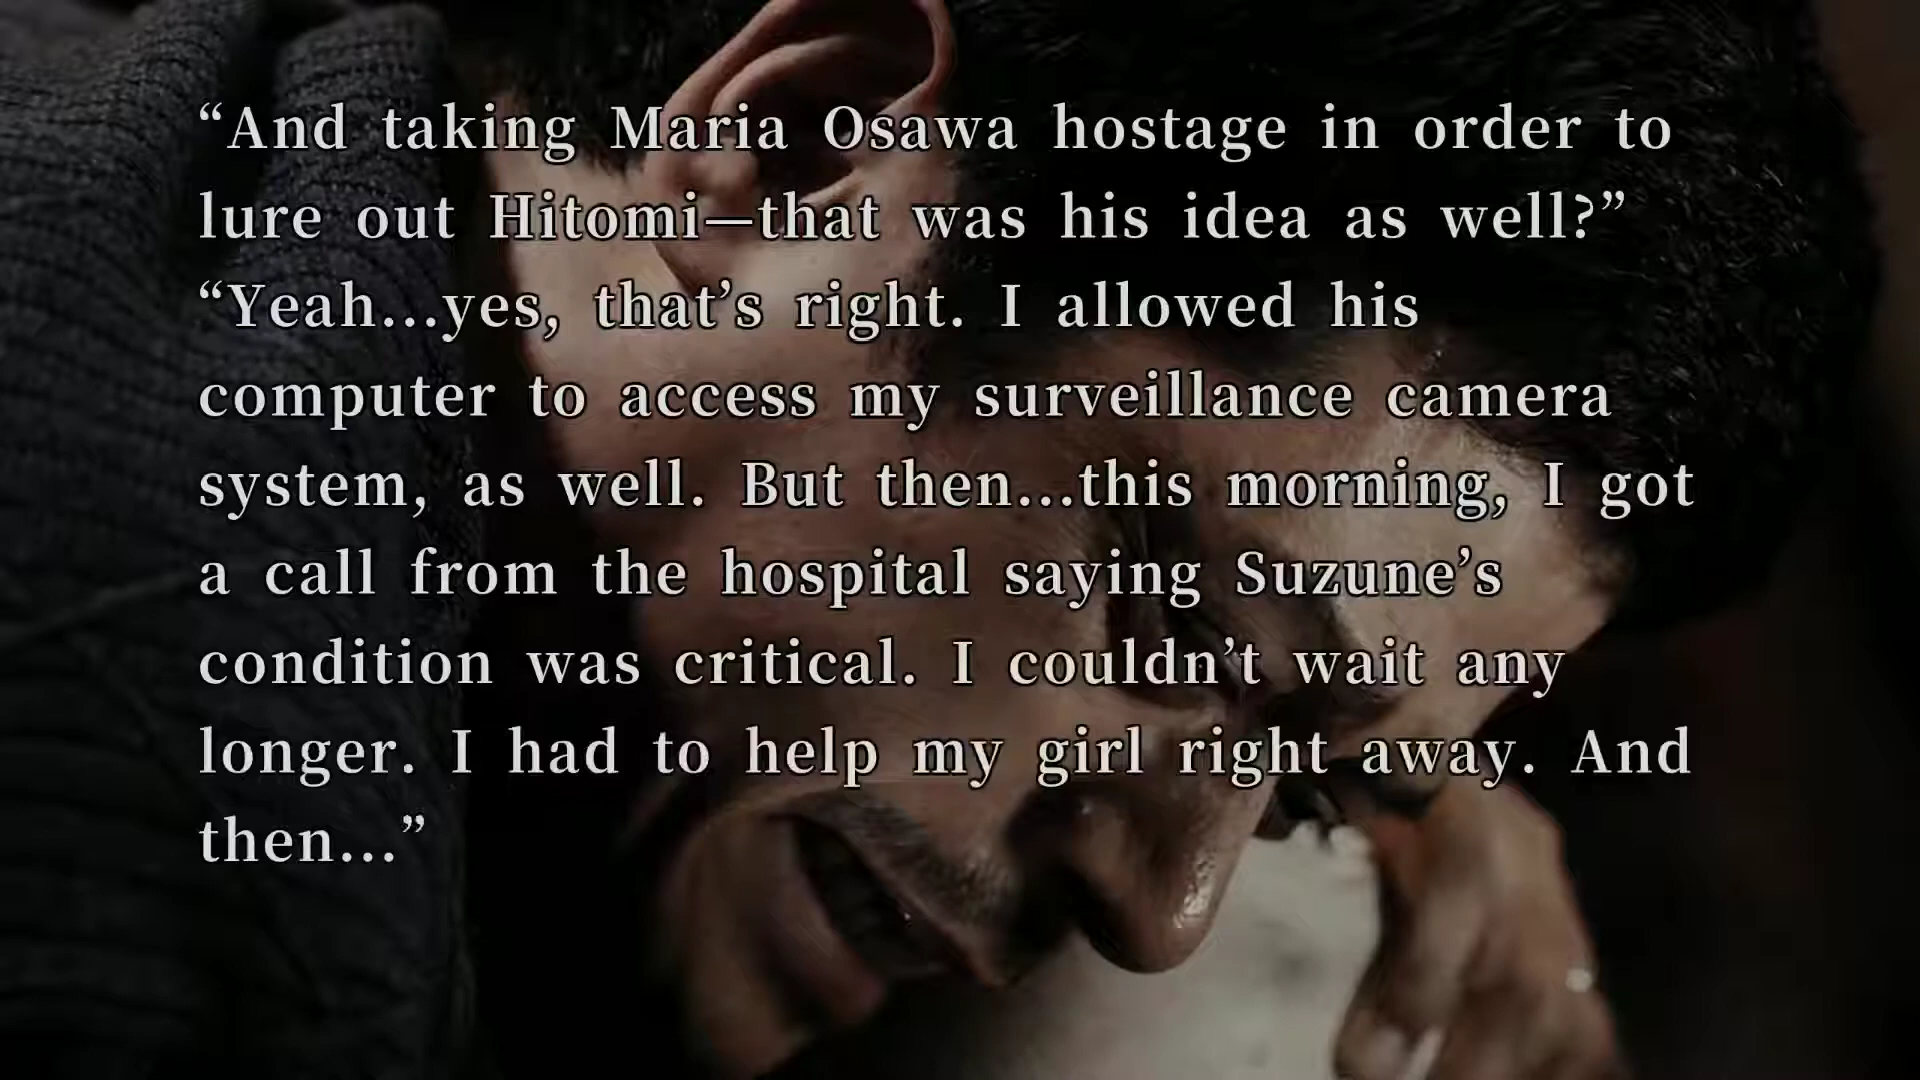 “And taking Maria Osawa hostage in order to
lure out Hitomi—that was his idea as well?”
“Yeah...yes, that’s right. I allowed his
computer to access my surveillance camera
system, as well. But then...this morning, I got
a call from the hospital saying Suzune’s
condition was critical. I couldn’t wait any
longer. I had to help my girl right away. And
then...”